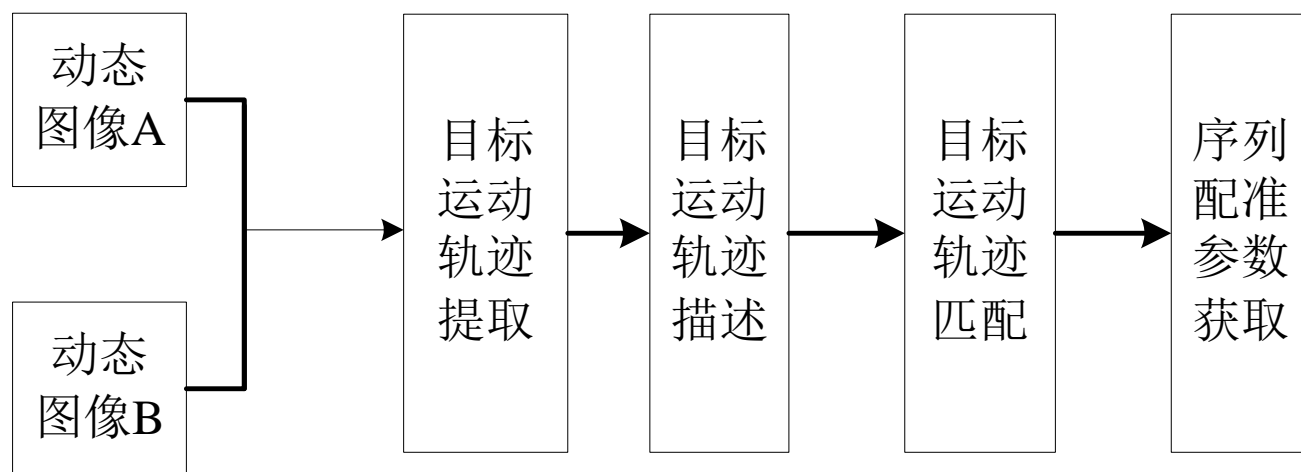 动态
图像A
动态
图像B
目标
运动
轨迹
提取
目标
运动
轨迹
描述
目标
运动
轨迹
匹配
序列
配准
参数
获取